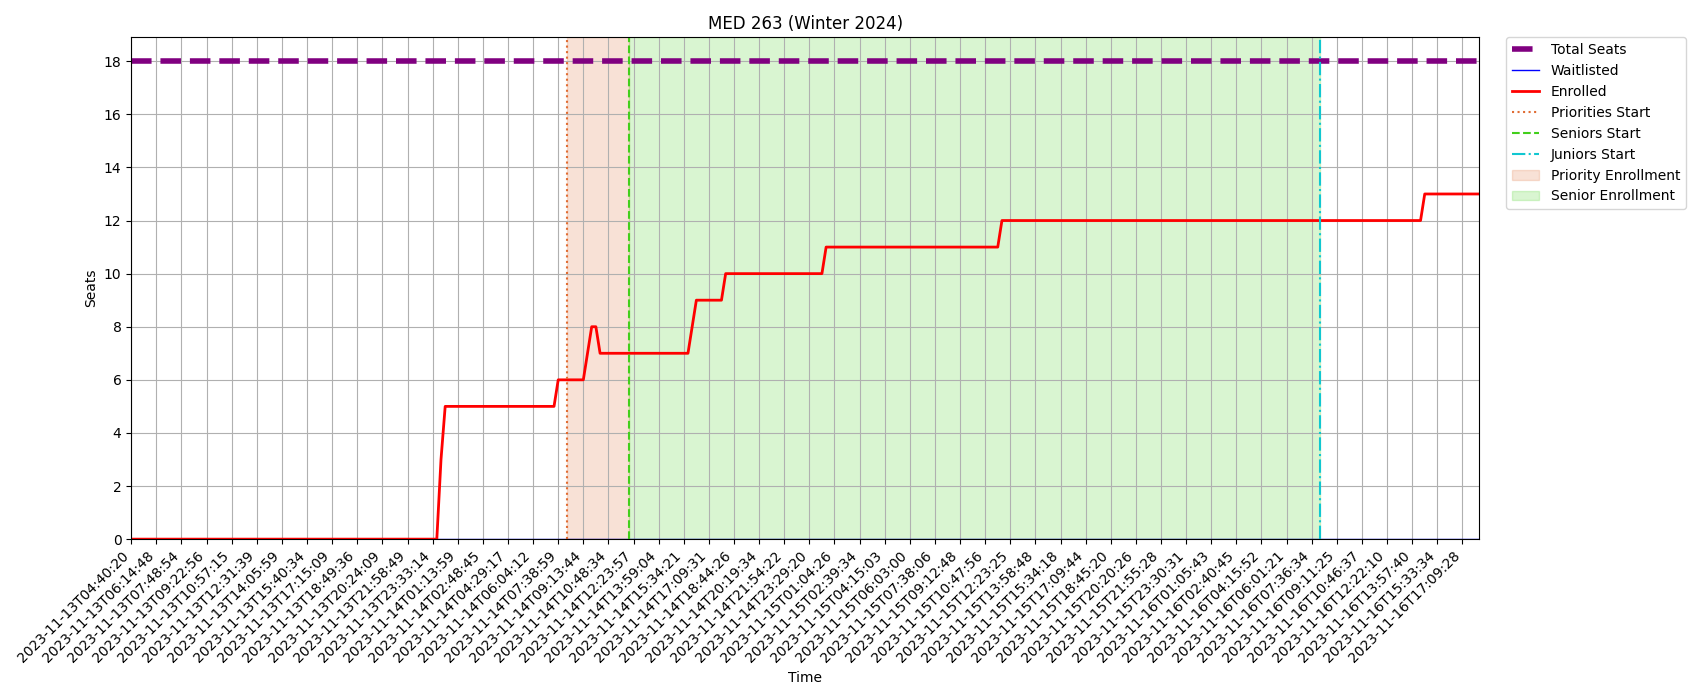 MED 263 (Winter 2024)
Total Seats
Waitlisted
Enrolled
Priorities Start
Seniors Start
Juniors Start
Priority Enrollment
Senior Enrollment
18
16
14
12
10
8
6
4
2
0
Seats
2023-11-13T04:40:20
2023-11-13T06:14:48
2023-11-13T07:48:54
2023-11-13T09:22:56
2023-11-13T10:57:15
2023-11-13T12:31:39
2023-11-13T14:05:59
2023-11-13T15:40:34
2023-11-13T17:15:09
2023-11-13T18:49:36
2023-11-13T20:24:09
2023-11-13T21:58:49
2023-11-13T23:33:14
2023-11-14T01:13:59
2023-11-14T02:48:45
2023-11-14T04:29:17
2023-11-14T06:04:12
2023-11-14T07:38:59
2023-11-14T09:13:44
2023-11-14T10:48:34
2023-11-14T12:23:57
2023-11-14T13:59:04
2023-11-14T15:34:21
2023-11-14T17:09:31
2023-11-14T18:44:26
2023-11-14T20:19:34
2023-11-14T21:54:22
2023-11-14T23:29:20
2023-11-15T01:04:26
2023-11-15T02:39:34
2023-11-15T04:15:03
2023-11-15T06:03:00
2023-11-15T07:38:06
2023-11-15T09:12:48
2023-11-15T10:47:56
2023-11-15T12:23:25
2023-11-15T13:58:48
2023-11-15T15:34:18
2023-11-15T17:09:44
2023-11-15T18:45:20
2023-11-15T20:20:26
2023-11-15T21:55:28
2023-11-15T23:30:31
2023-11-16T01:05:43
2023-11-16T02:40:45
2023-11-16T04:15:52
2023-11-16T06:01:21
2023-11-16T07:36:34
2023-11-16T09:11:25
2023-11-16T10:46:37
2023-11-16T12:22:10
2023-11-16T13:57:40
2023-11-16T15:33:34
2023-11-16T17:09:28
Time